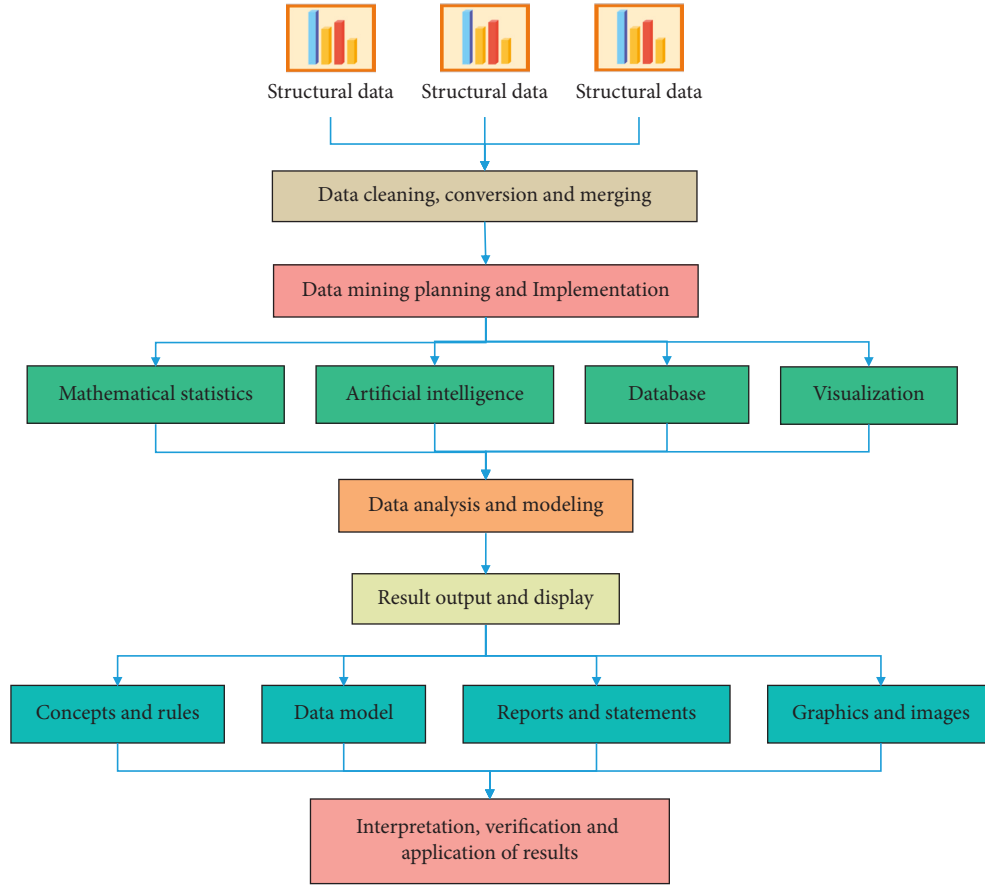 Structural data
Structural data
Structural data
Data cleaning, conversion and merging
Data mining planning and Implementation
Mathematical statistics
Artificial intelligence
Database
Visualization
Data analysis and modeling
Result output and display
Concepts and rules
Data model
Reports and statements
Graphics and images
Interpretation, verification and
application of results